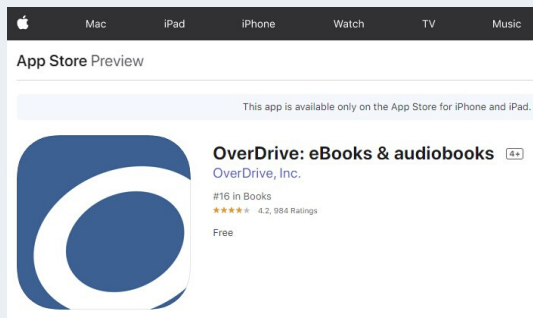 Mac iPad iPhone Watch TV Music
App Store Preview
This app is available only on the App Store for iPhone and iPad.
OverDrive: eBooks & audiobooks 4+
OverDrive, Inc.
#16 in Books
★★★★★ 4.2, 984 Ratings
Free